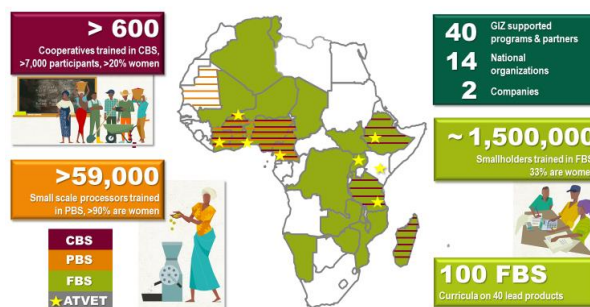 > 600
Cooperatives trained in CBS,
>7,000 participants, >20% women
>59,000
Small scale processors trained
in PBS, >90% are women
CBS
PBS
FBS
ATVET
40 GIZ supported
programs & partners
14 National
organizations
2 Companies
~ 1,500,000
Smallholders trained in FBS
33% are women
100 FBS
Curricula on 40 lead products